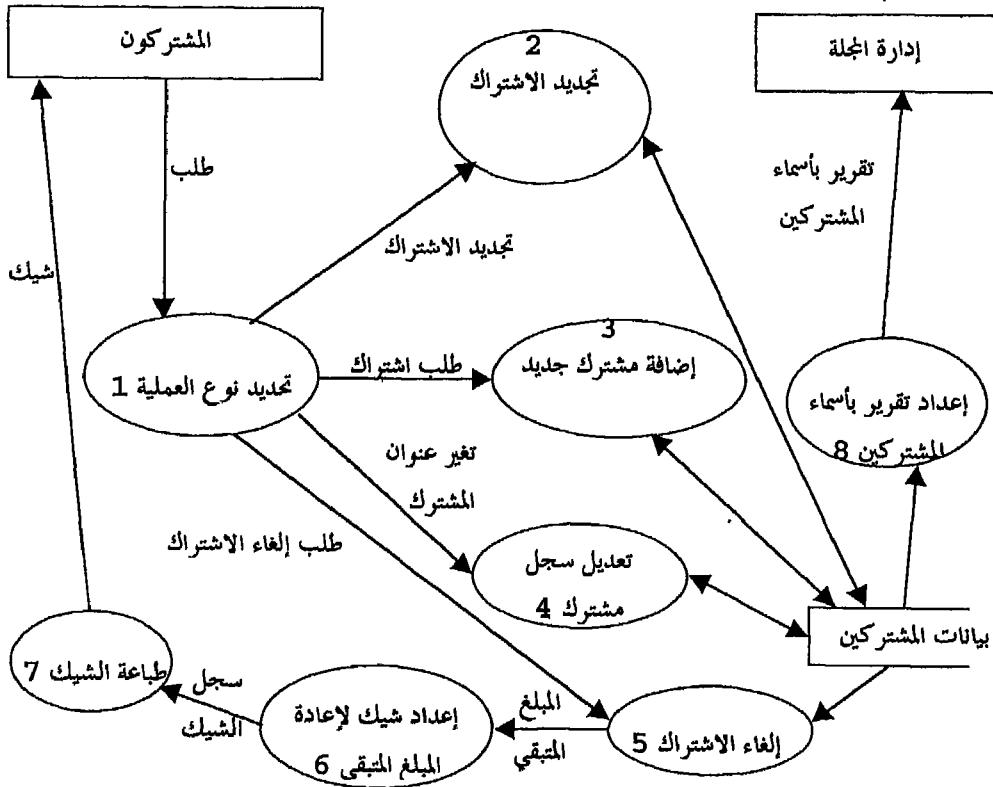 المشتركون
2
تجديد الاشتراك
إدارة المجلة
طلب
تقرير بأسماء
المشتركين
شيك
تجديد الاشتراك
3
إضافة مشترك جديد
طلب اشتراك
تحديد نوع العملية 1
إعداد تقرير بأسماء
المشتركين 8
تغير عنوان
المشترك
طلب إلغاء الاشتراك
تعديل سجل
مشترك 4
بيانات المشتركين
طباعة الشيك 7
سجل
الشيك
إعداد شيك لإعادة
المبلغ المتبقى 6
المبلغ
المتبقي
إلغاء الاشتراك 5